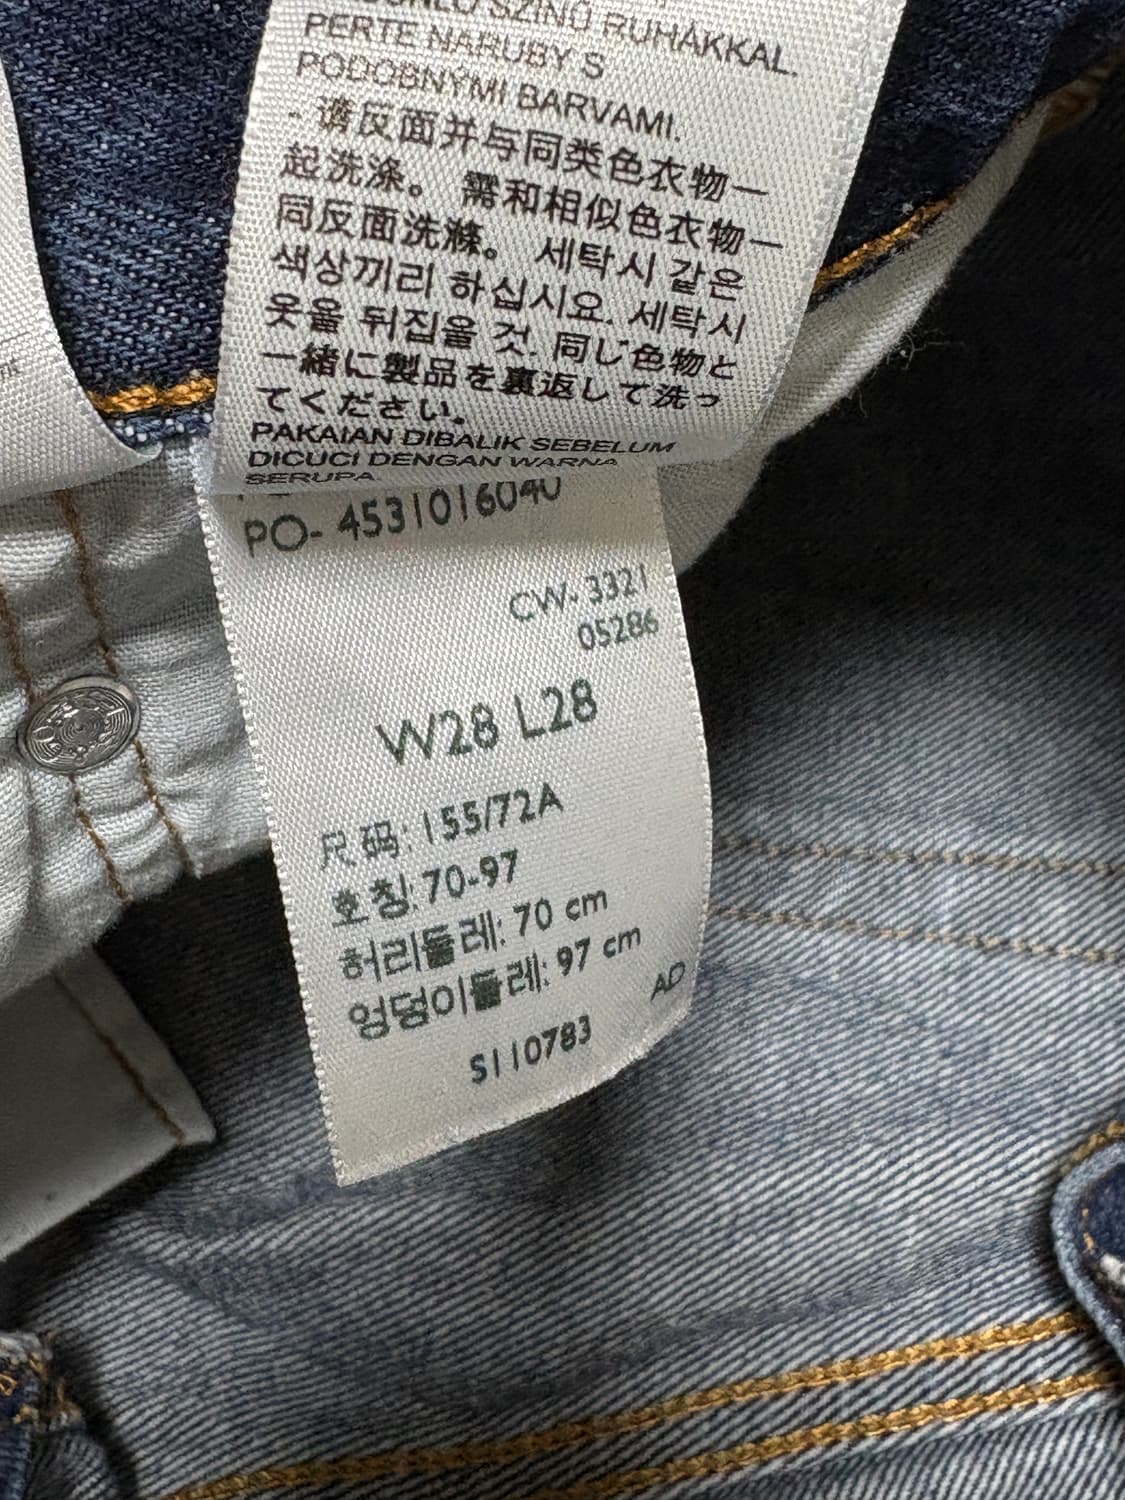 SZÍNŰ RUHÁKKAL.
PERTE NARUBY S
PODOBNÝMI BARVAMI.
- 请反面并与同类色衣物一
起洗涤。 需和相似色衣物一
同反面洗滌。 세탁시 같은
색상끼리 하십시요. 세탁시
옷을 뒤집을 것. 同じ色物と
一緒に製品を裏返して洗っ
てください。
PAKAIAN DIBALIK SEBELUM
DICUCI DENGAN WARNA
SERUPA.
PO- 4531016040
CW- 3321
05286
W28 L28
尺码: 155/72A
호칭: 70-97
허리둘레: 70 cm
엉덩이둘레: 97 cm
AD
S110783